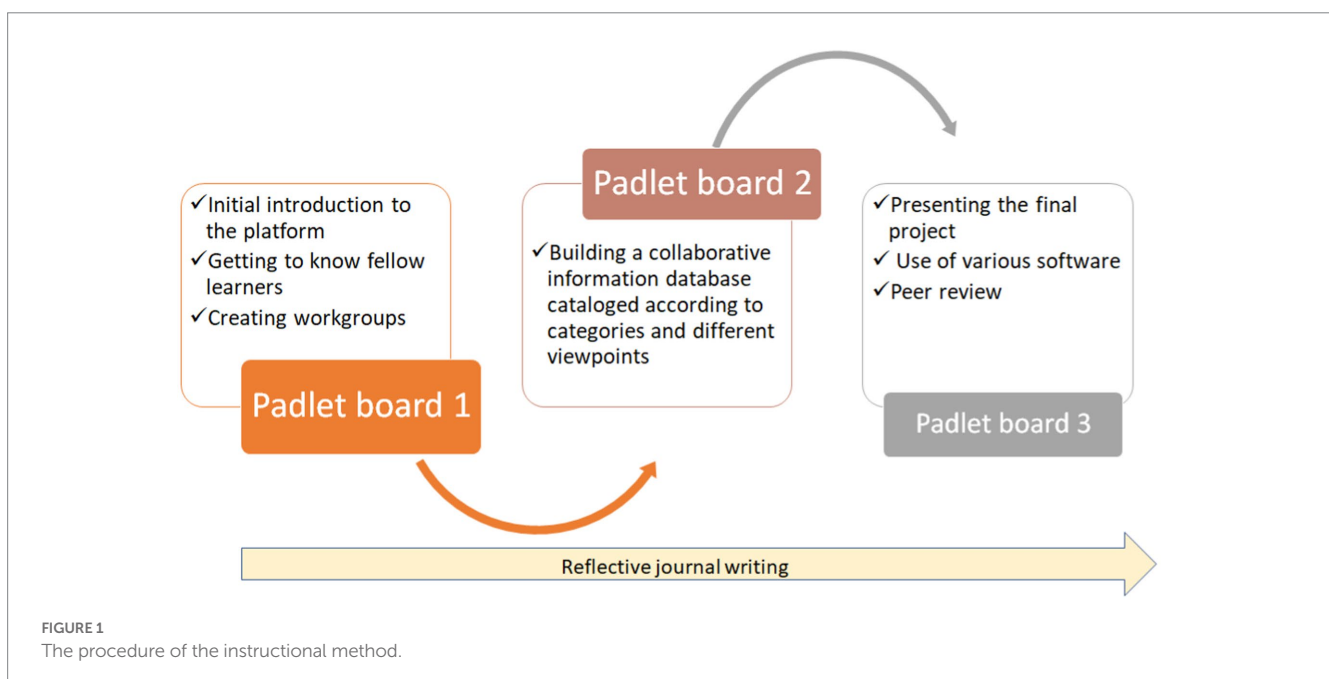 ✓Initial introduction to
the platform
✓Getting to know fellow
learners
✓Creating workgroups
Padlet board 1
Padlet board 2
✓Building a collaborative
information database
cataloged according to
categories and different
viewpoints
✓Presenting the final
project
✓ Use of various software
✓Peer review
Padlet board 3
Reflective journal writing
FIGURE 1
The procedure of the instructional method.